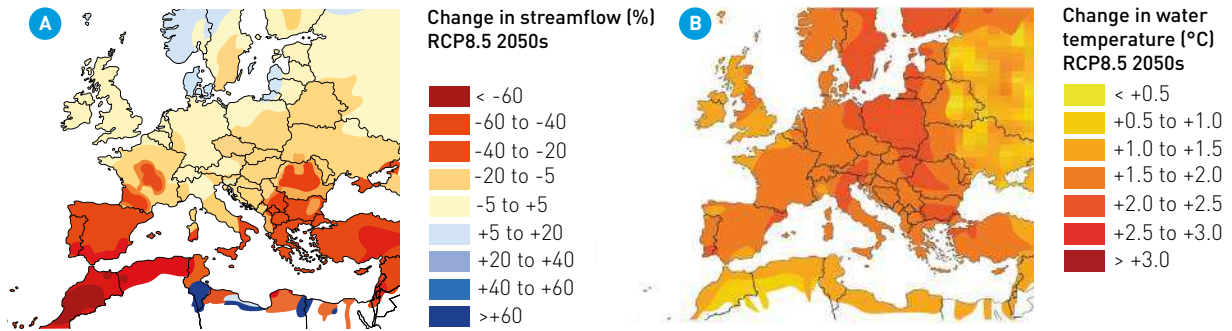 A
Change in streamflow (%)
RCP8.5 2050s
< -60
-60 to -40
-40 to -20
-20 to -5
-5 to +5
+5 to +20
+20 to +40
+40 to +60
>+60
B
Change in water
temperature (°C)
RCP8.5 2050s
< +0.5
+0.5 to +1.0
+1.0 to +1.5
+1.5 to +2.0
+2.0 to +2.5
+2.5 to +3.0
> +3.0